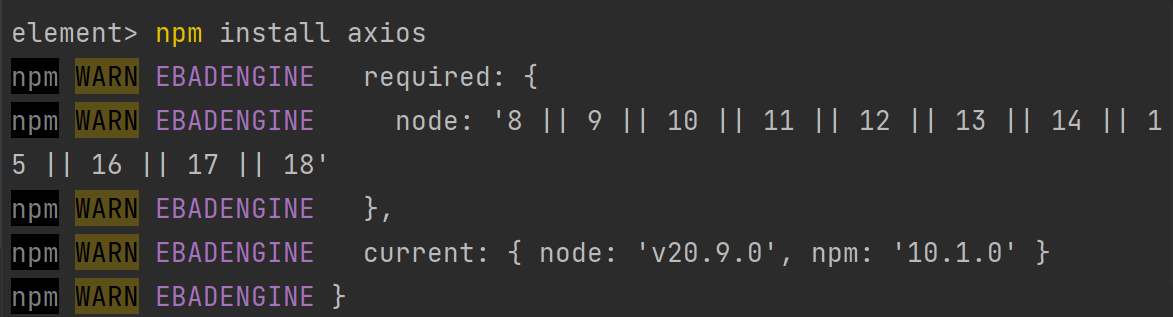 element> npm install axios
npm WARN EBADENGINE   required: {
npm WARN EBADENGINE     node: '8 || 9 || 10 || 11 || 12 || 13 || 14 || 1
5 || 16 || 17 || 18'
npm WARN EBADENGINE   },
npm WARN EBADENGINE   current: { node: 'v20.9.0', npm: '10.1.0' }
npm WARN EBADENGINE }